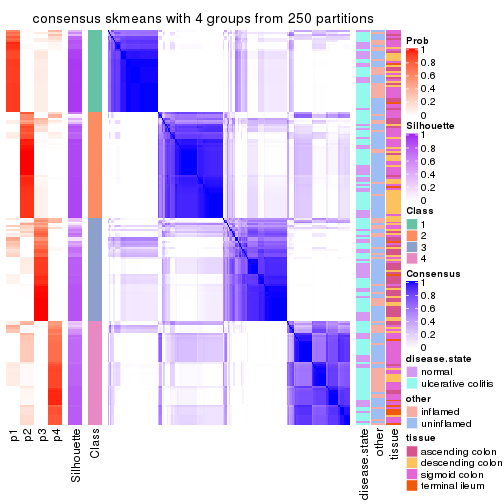 consensus skmeans with 4 groups from 250 partitions
p1
p2
p3
p4
Silhouette
Class
disease.state
other
tissue
Prob
1
0.8
0.6
0.4
0.2
0
Silhouette
1
0.8
0.6
0.4
0.2
0
Class
1
2
3
4
Consensus
1
0.8
0.6
0.4
0.2
0
disease.state
normal
ulcerative colitis
other
inflamed
uninflamed
tissue
ascending colon
descending colon
sigmoid colon
terminal ileum